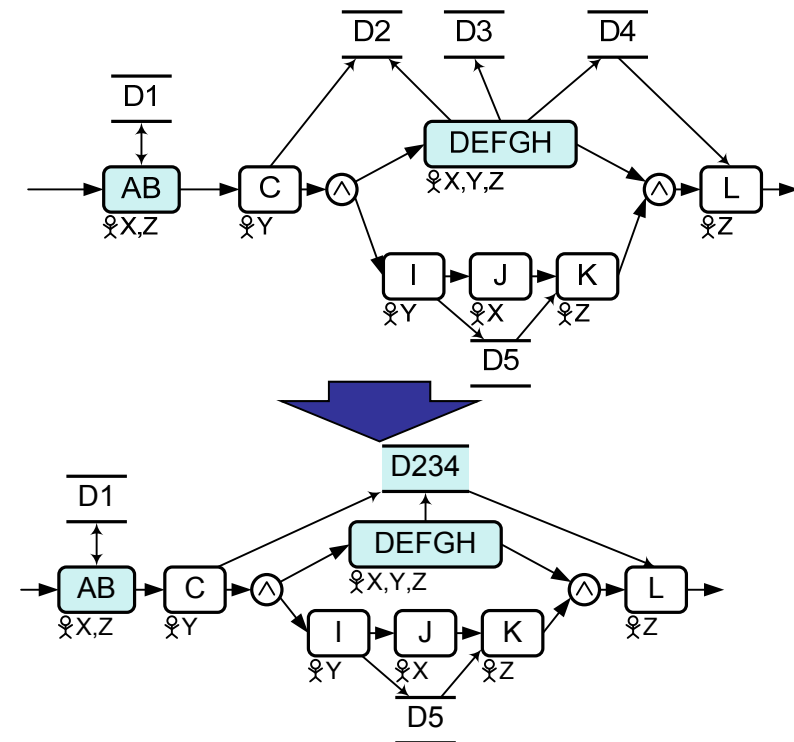 D2 D3 D4
D1
DEFGH
AB C L
X,Y,Z
X,Z Y Z
I J K
Y X Z
D5
D234
D1
DEFGH
AB C L
X,Y,Z
X,Z Y Z
I J K
Y X Z
D5